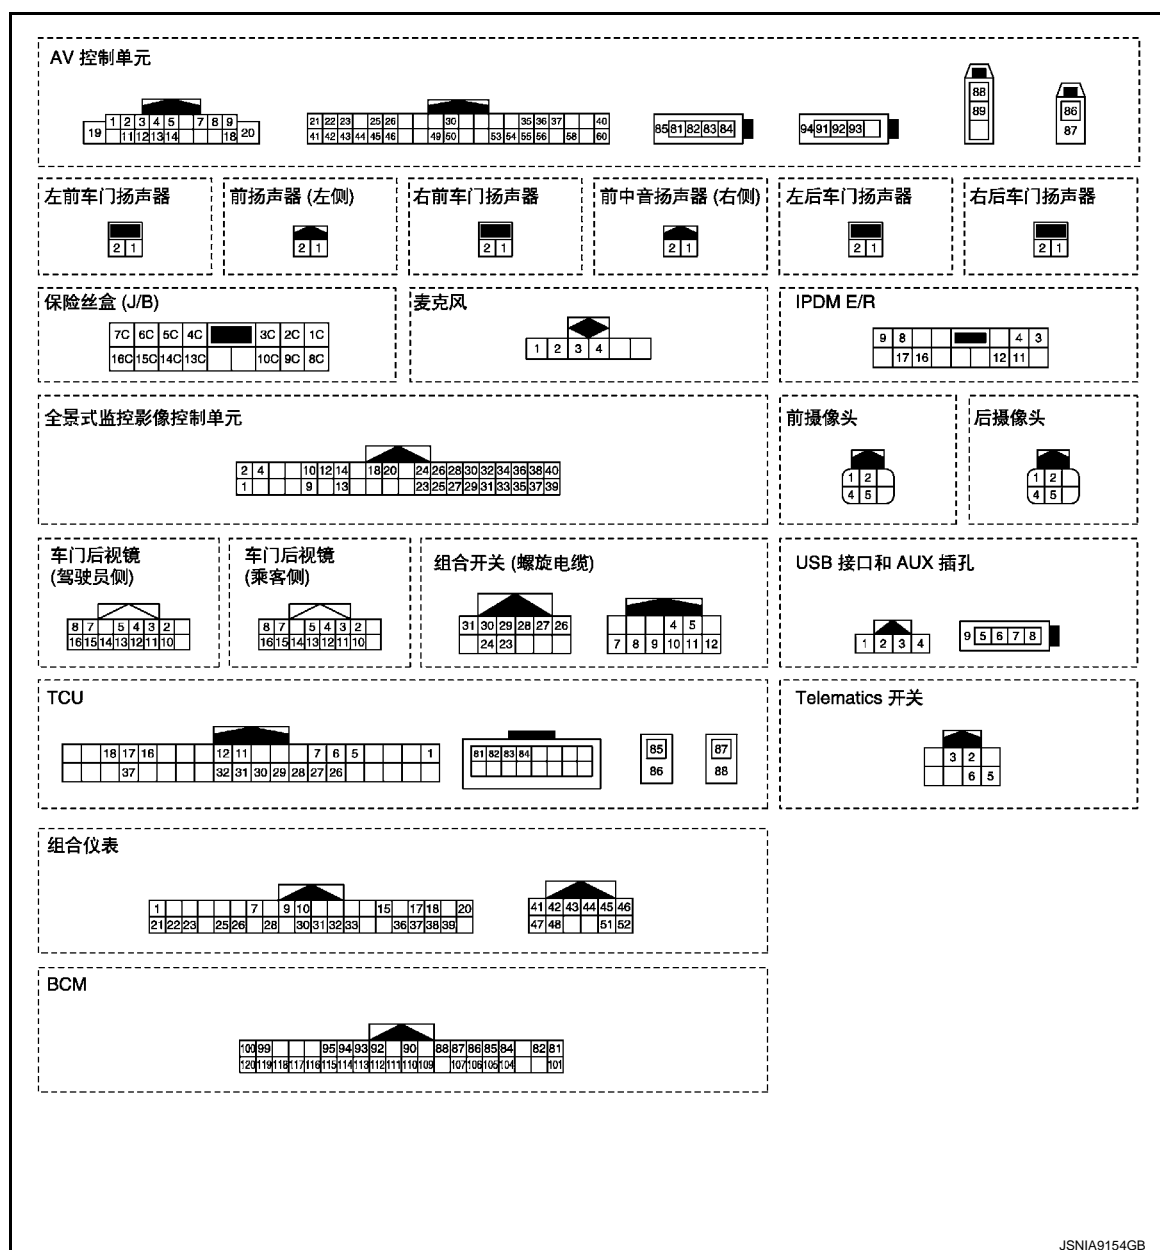 AV 控制单元
88
89
86
87
1 2 3 4 5 7 8 9
19 11 12 13 14 18 20
21 22 23 25 26 30 35 36 37 40
41 42 43 44 45 46 49 50 53 54 55 56 58 60
85 81 82 83 84
94 91 92 93
左前车门扬声器 前扬声器 (左侧) 右前车门扬声器 前中音扬声器 (右侧) 左后车门扬声器 右后车门扬声器
2 1 2 1 2 1 2 1 2 1 2 1
保险丝盒 (J/B) 麦克风 IPDM E/R
7C 6C 5C 4C 3C 2C 1C
16C 15C 14C 13C 10C 9C 8C
1 2 3 4
9 8 4 3
17 16 12 11
全景式监控影像控制单元 前摄像头 后摄像头
2 4 10 12 14 18 20 24 26 28 30 32 34 36 38 40
1 9 13 23 25 27 29 31 33 35 37 39
1 2
4 5
1 2
4 5
车门后视镜
(驾驶员侧)
8 7 5 4 3 2
16 15 14 13 12 11 10
车门后视镜
(乘客侧)
8 7 5 4 3 2
16 15 14 13 12 11 10
组合开关 (螺旋电缆)
31 30 29 28 27 26
24 23
4 5
7 8 9 10 11 12
USB 接口和 AUX 插孔
1 2 3 4
9 5 6 7 8
TCU
18 17 16 12 11 7 6 5 1
37 32 31 30 29 28 27 26
81 82 83 84
85
86
87
88
Telematics 开关
3 2
6 5
组合仪表
1 7 9 10 15 17 18 20
21 22 23 25 26 28 30 31 32 33 36 37 38 39
41 42 43 44 45 46
47 48 51 52
BCM
100 99 95 94 93 92 90 88 87 86 85 84 82 81
120 119 118 117 116 115 114 113 112 111 110 109 107 106 105 104 101
JSNIA9154GB